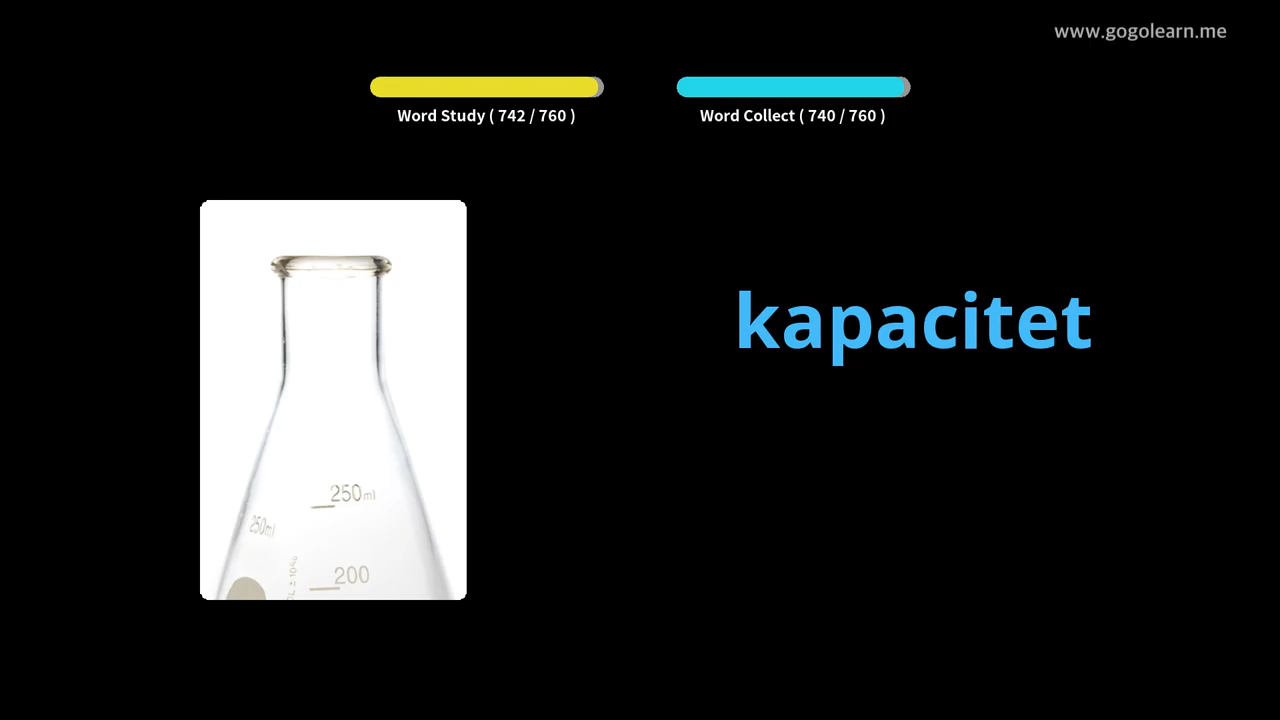 www.gogolearn.me
Word Study ( 742 / 760 )
Word Collect ( 740 / 760 )
kapacitet
250ml
250ml
200